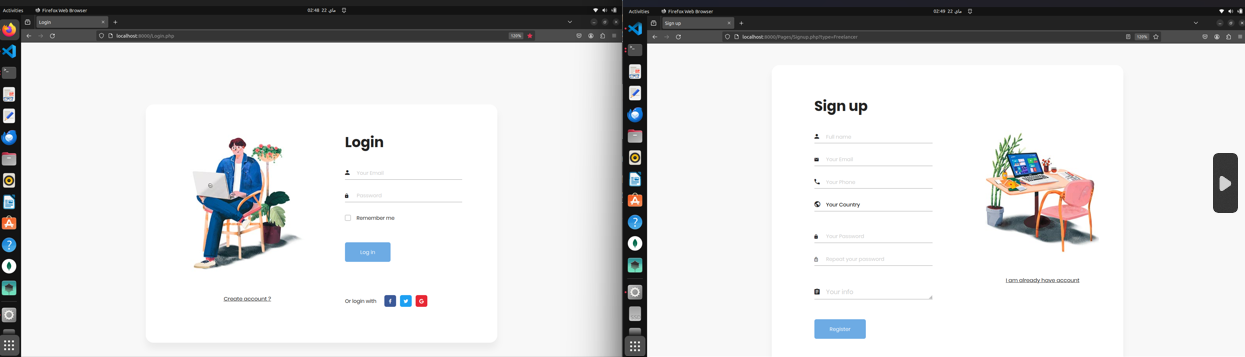 Activities
Firefox Web Browser
02:48 22 ماي
Login
localhost:8000/Login.php
120%
Login
Your Email
Password
Remember me
Log in
Create account ?
Or login with
Activities
Firefox Web Browser
02:49 22 ماي
Sign up
localhost:8000/Pages/Signup.php?type=Freelancer
120%
Sign up
Full name
Your Email
Your Phone
Your Country
Your Password
Repeat your password
Your info
I am already have account
Register